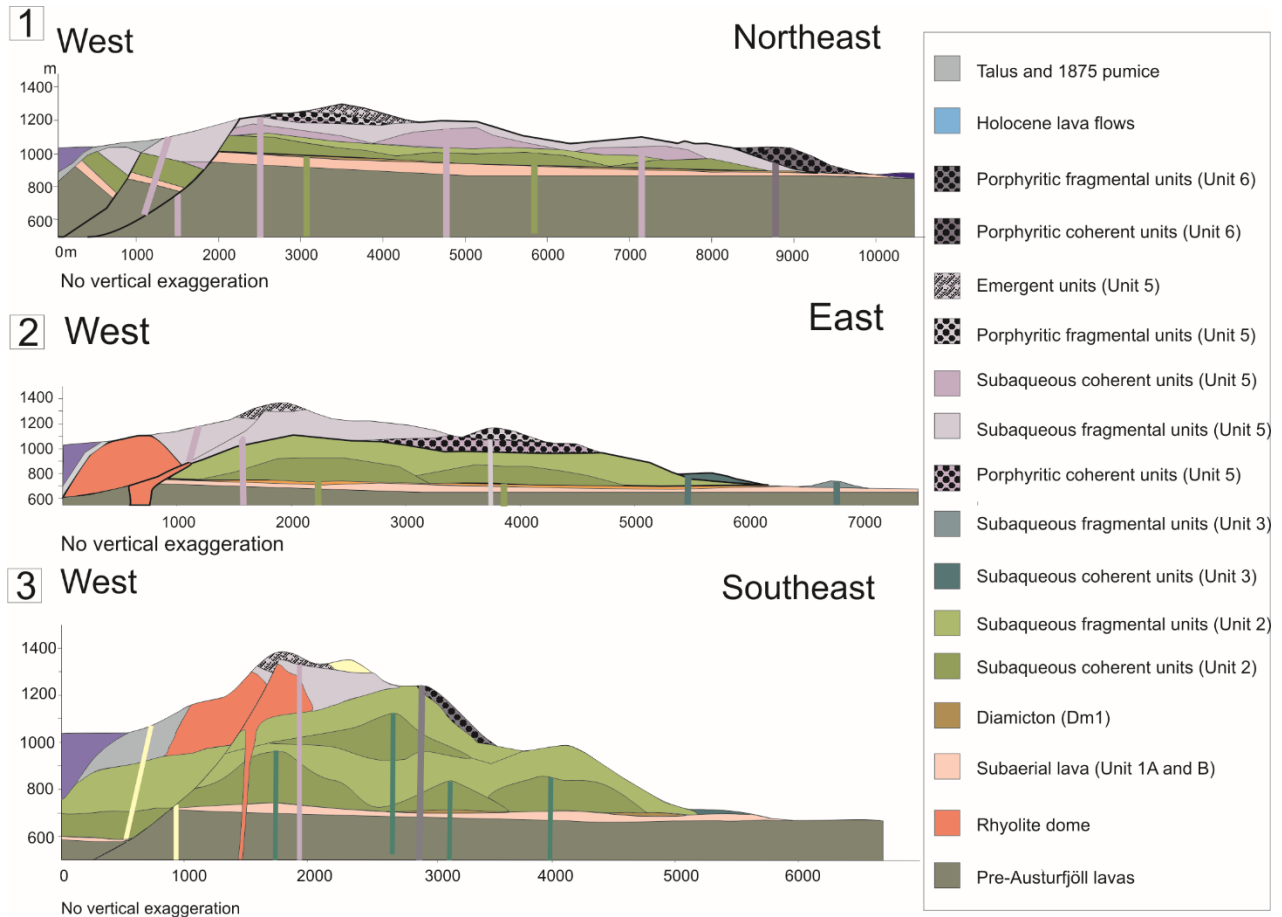 1
West
Northeast
m
1400
1200
1000
800
600
0m
1000
2000
3000
4000
5000
6000
7000
8000
9000
10000
No vertical exaggeration
2
West
East
1400
1200
1000
800
600
1000
2000
3000
4000
5000
6000
7000
No vertical exaggeration
3
West
Southeast
1400
1200
1000
800
600
0
1000
2000
3000
4000
5000
6000
No vertical exaggeration
Talus and 1875 pumice
Holocene lava flows
Porphyritic fragmental units (Unit 6)
Porphyritic coherent units (Unit 6)
Emergent units (Unit 5)
Porphyritic fragmental units (Unit 5)
Subaqueous coherent units (Unit 5)
Subaqueous fragmental units (Unit 5)
Porphyritic coherent units (Unit 5)
Subaqueous fragmental units (Unit 3)
Subaqueous coherent units (Unit 3)
Subaqueous fragmental units (Unit 2)
Subaqueous coherent units (Unit 2)
Diamicton (Dm1)
Subaerial lava (Unit 1A and B)
Rhyolite dome
Pre-Austurfjöll lavas